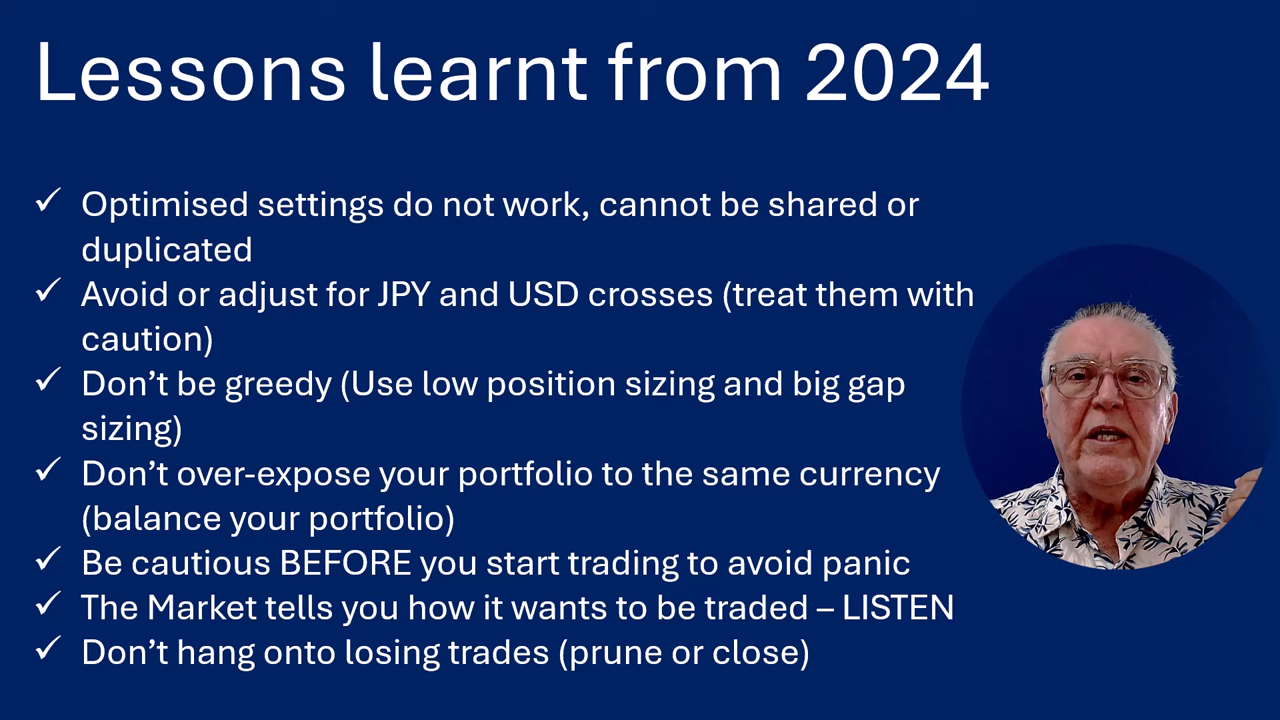 Lessons learnt from 2024
✓ Optimised settings do not work, cannot be shared or
duplicated
✓ Avoid or adjust for JPY and USD crosses (treat them with
caution)
✓ Don’t be greedy (Use low position sizing and big gap
sizing)
✓ Don’t over-expose your portfolio to the same currency
(balance your portfolio)
✓ Be cautious BEFORE you start trading to avoid panic
✓ The Market tells you how it wants to be traded – LISTEN
✓ Don’t hang onto losing trades (prune or close)